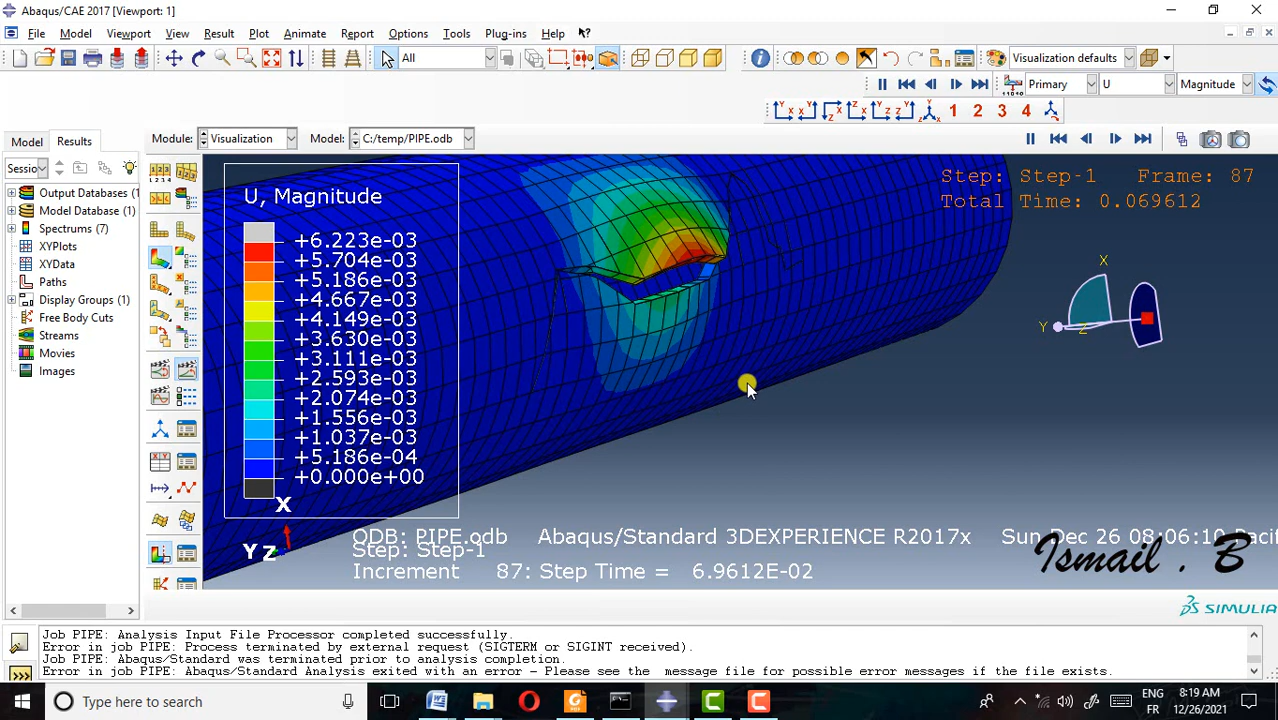 Abaqus/CAE 2017 [Viewport: 1]
File Model Viewport View Result Plot Animate Report Options Tools Plug-ins Help
All
Visualization defaults
Primary U Magnitude
1 2 3 4
Model Results
Module: Visualization Model: C:/temp/PIPE.odb
Sessio
Output Databases (1
Model Database (1)
Spectrums (7)
XYPlots
XYData
Paths
Display Groups (1)
Free Body Cuts
Streams
Movies
Images
U, Magnitude
+6.223e-03
+5.704e-03
+5.186e-03
+4.667e-03
+4.149e-03
+3.630e-03
+3.111e-03
+2.593e-03
+2.074e-03
+1.556e-03
+1.037e-03
+5.186e-04
+0.000e+00
Step: Step-1 Frame: 87
Total Time: 0.069612
X
Y
Z
X
Y Z
ODB: PIPE.odb Abaqus/Standard 3DEXPERIENCE R2017x Sun Dec 26 08:06:10 Pacif
Step: Step-1
Increment 87: Step Time = 6.9612E-02
Ismail . B
SIMULIA
Job PIPE: Analysis Input File Processor completed successfully.
Error in job PIPE: Process terminated by external request (SIGTERM or SIGINT received).
Job PIPE: Abaqus/Standard was terminated prior to analysis completion.
Error in job PIPE: Abaqus/Standard Analysis exited with an error - Please see the message file for possible error messages if the file exists.
Type here to search
ENG
FR
8:19 AM
12/26/2021